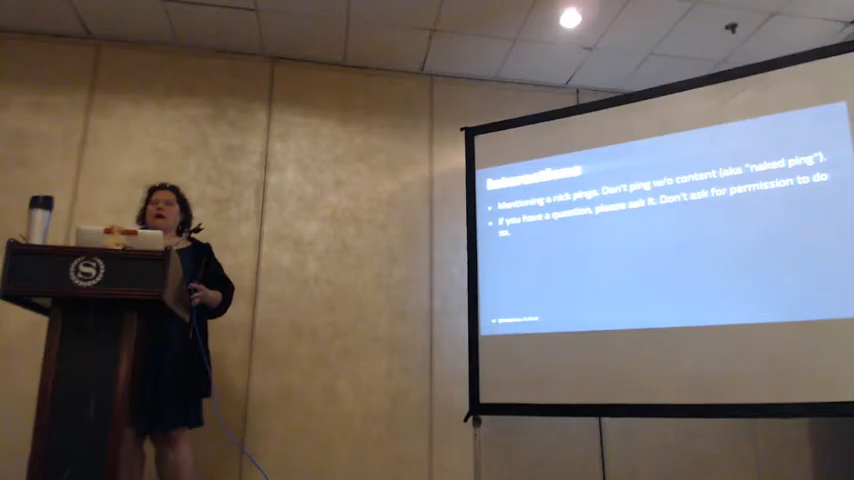 Interactions
• Mentioning a nick pings. Don't ping w/o content (aka "naked ping").
• If you have a question, please ask it. Don't ask for permission to do
so.
S